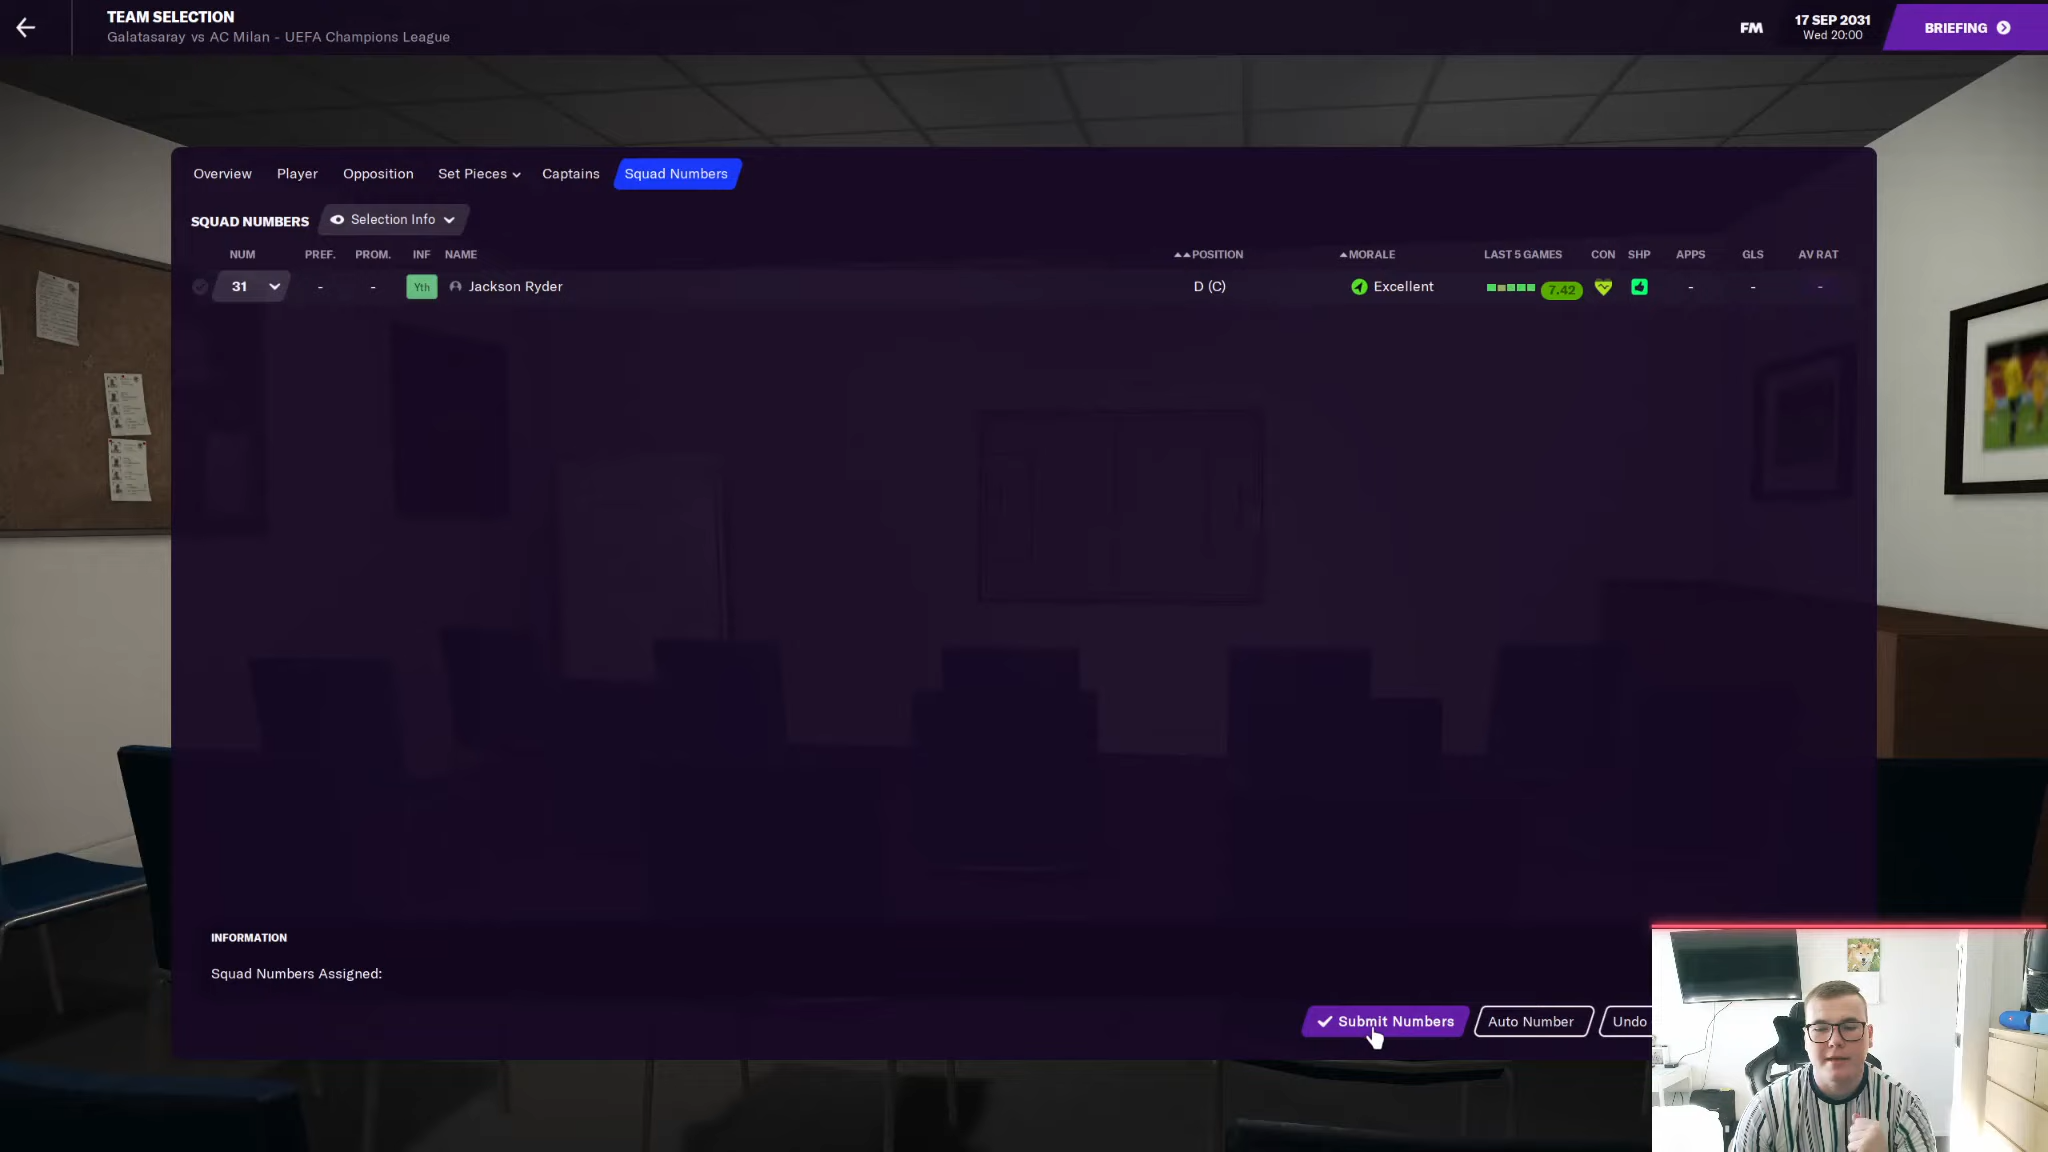 TEAM SELECTION
Galatasaray vs AC Milan - UEFA Champions League
FM
17 SEP 2031
Wed 20:00
BRIEFING
Overview Player Opposition Set Pieces Captains Squad Numbers
SQUAD NUMBERS Selection Info
NUM PREF. PROM. INF NAME POSITION MORALE LAST 5 GAMES CON SHP APPS GLS AV RAT
31 - - Yth Jackson Ryder D (C) Excellent 7.42 - - -
INFORMATION
Squad Numbers Assigned:
Submit Numbers Auto Number Undo